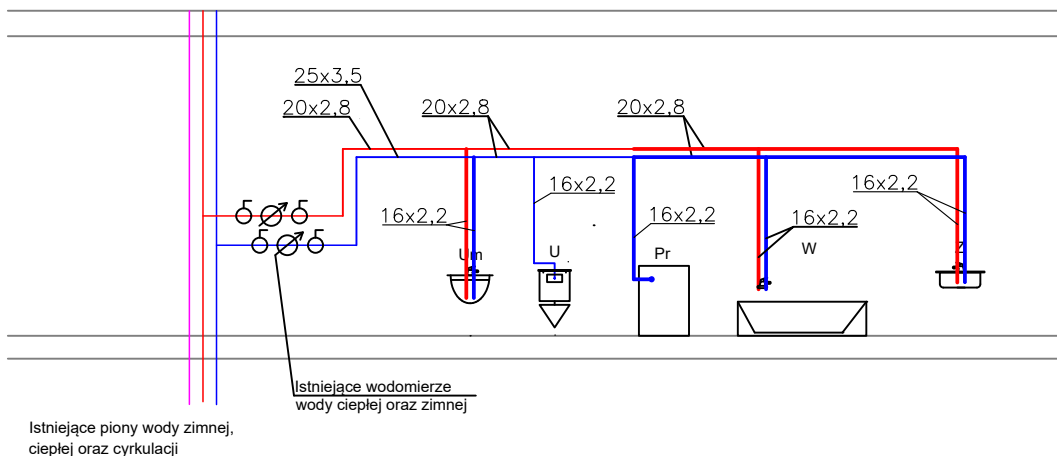 25x3,5
20x2,8
20x2,8
20x2,8
16x2,2
16x2,2
16x2,2
16x2,2
16x2,2
Um
U
Pr
W
Z
Istniejące wodomierze
wody ciepłej oraz zimnej
Istniejące piony wody zimnej,
ciepłej oraz cyrkulacji